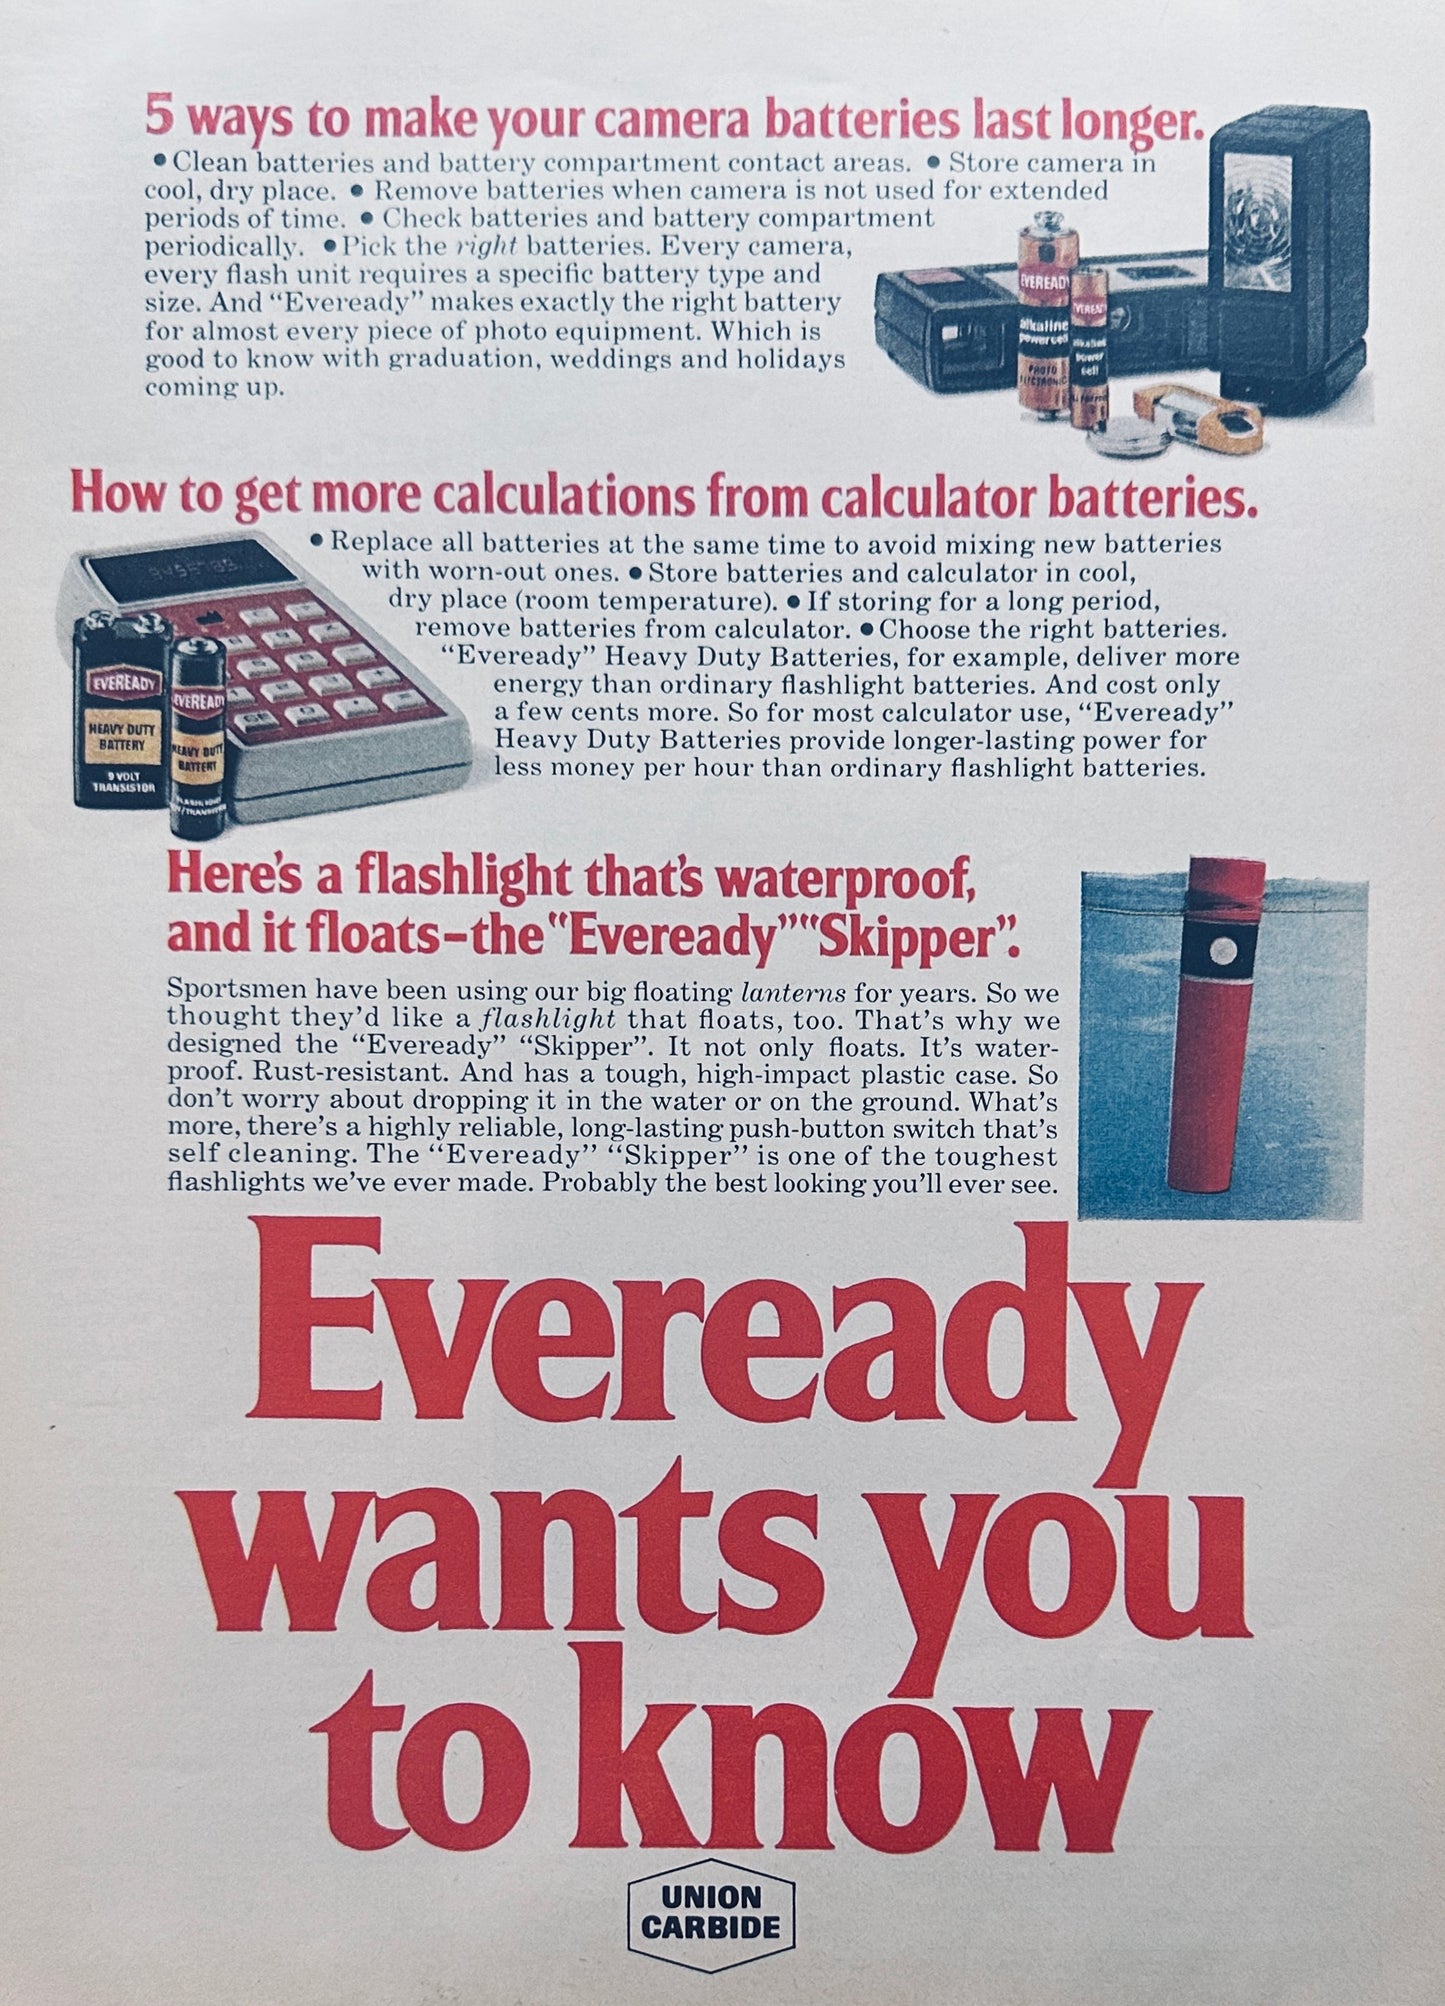 5 ways to make your camera batteries last longer.
• Clean batteries and battery compartment contact areas. • Store camera in
cool, dry place. • Remove batteries when camera is not used for extended
periods of time. • Check batteries and battery compartment
periodically. • Pick the right batteries. Every camera,
every flash unit requires a specific battery type and
size. And “Eveready” makes exactly the right battery
for almost every piece of photo equipment. Which is
good to know with graduation, weddings and holidays
coming up.
EVEREADY
alkaline
power cell
PHOTO
ELECTRONIC
How to get more calculations from calculator batteries.
• Replace all batteries at the same time to avoid mixing new batteries
with worn-out ones. • Store batteries and calculator in cool,
dry place (room temperature). • If storing for a long period,
remove batteries from calculator. • Choose the right batteries.
“Eveready” Heavy Duty Batteries, for example, deliver more
energy than ordinary flashlight batteries. And cost only
a few cents more. So for most calculator use, “Eveready”
Heavy Duty Batteries provide longer-lasting power for
less money per hour than ordinary flashlight batteries.
EVEREADY
HEAVY DUTY
BATTERY
9 VOLT
TRANSISTOR
EVEREADY
HEAVY DUTY
BATTERY
Here's a flashlight that's waterproof,
and it floats–the “Eveready” “Skipper”.
Sportsmen have been using our big floating lanterns for years. So we
thought they'd like a flashlight that floats, too. That's why we
designed the “Eveready” “Skipper”. It not only floats. It's water-
proof. Rust-resistant. And has a tough, high-impact plastic case. So
don't worry about dropping it in the water or on the ground. What's
more, there's a highly reliable, long-lasting push-button switch that's
self cleaning. The “Eveready” “Skipper” is one of the toughest
flashlights we've ever made. Probably the best looking you'll ever see.
Eveready
wants you
to know
UNION
CARBIDE